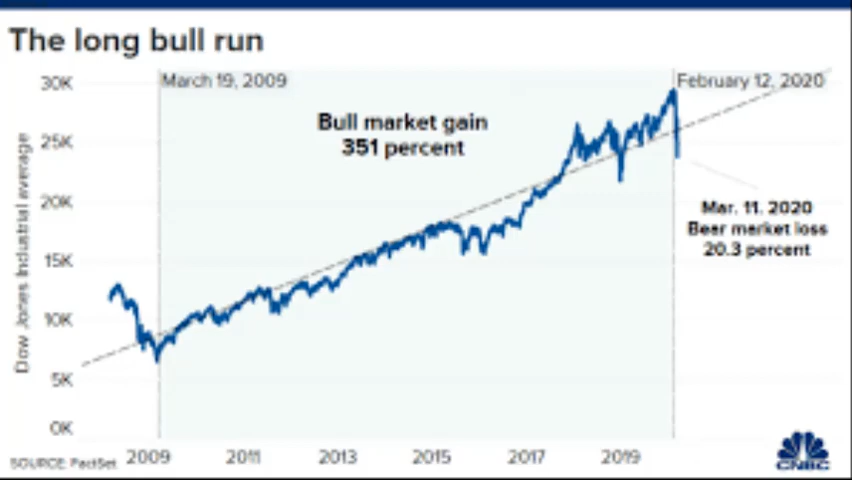 The long bull run
March 19, 2009
February 12, 2020
Bull market gain
351 percent
Mar. 11. 2020
Bear market loss
20.3 percent
Dow Jones Industrial average
30K
25K
20K
15K
10K
5K
0K
2009 2011 2013 2015 2017 2019
SOURCE: FactSet
CNBC